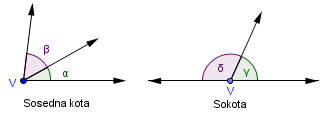 β
α
V
Sosedna kota
δ
γ
V
Sokota